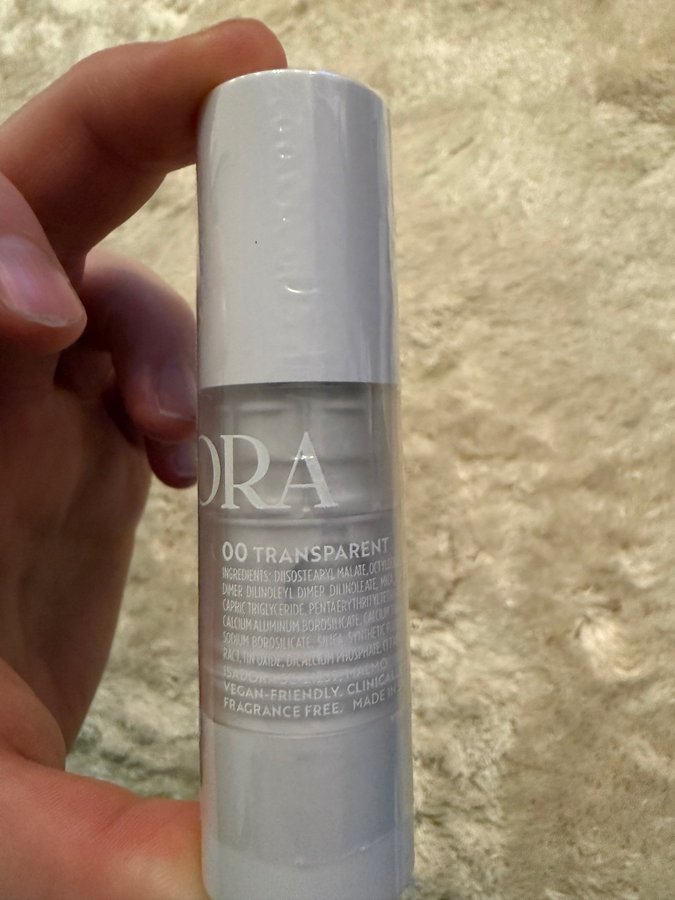 ORA
00 TRANSPARENT
INGREDIENTS: DIISOSTEARYL MALATE,
DIMER DILINOLEYL DIMER DILINOLEATE,
CAPRIC TRIGLYCERIDE,
CALCIUM ALUMINUM BOROSILICATE,
SODIUM BOROSILICATE, SILICA, SYNTHETIC
TIN OXIDE, DICALCIUM PHOSPHATE,
MALMÖ
VEGAN-FRIENDLY. CLINICAL
FRAGRANCE FREE. MADE IN